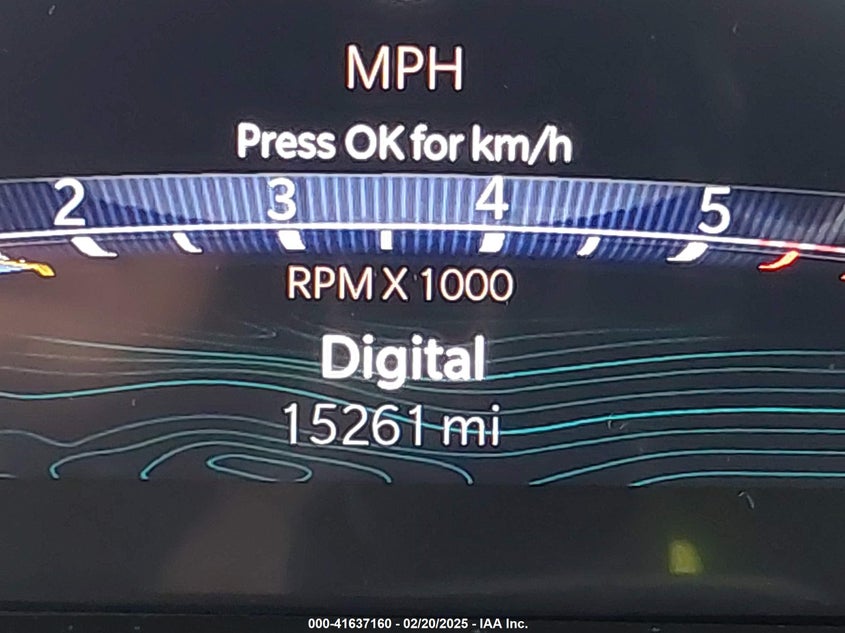 MPH
Press OK for km/h
2 3 4 5
RPM X 1000
Digital
15261 mi
000-41637160 - 02/20/2025 - IAA Inc.